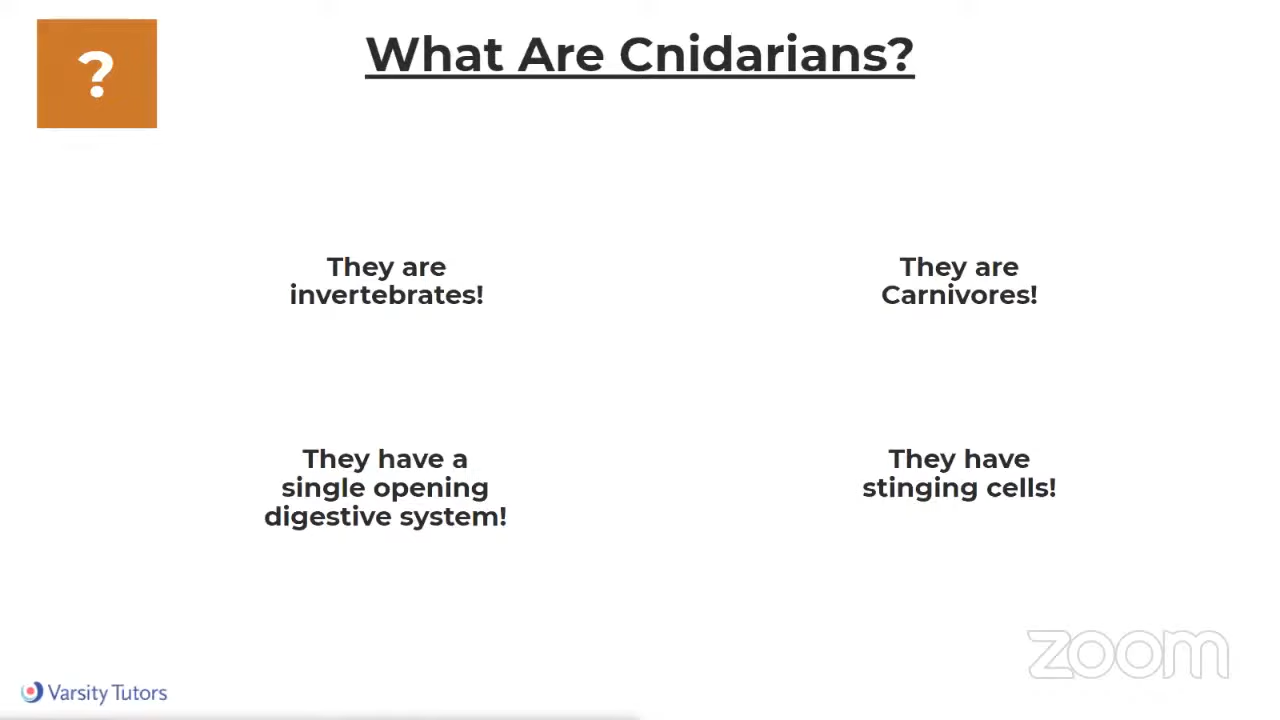 ?
What Are Cnidarians?
They are
invertebrates!
They are
Carnivores!
They have a
single opening
digestive system!
They have
stinging cells!
zoom
Varsity Tutors